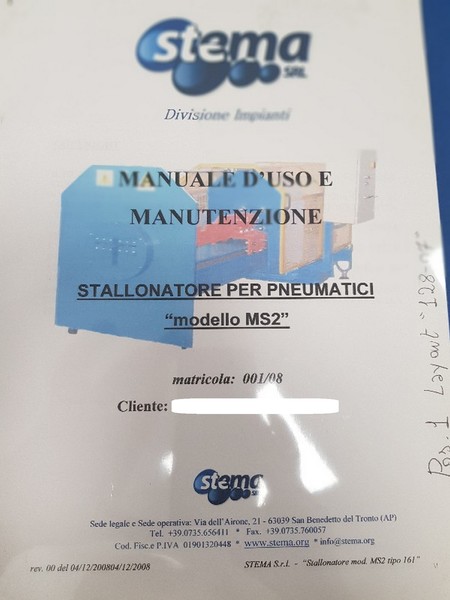 stema
SRL
Divisione Impianti
MANUALE D'USO E
MANUTENZIONE
STALLONATORE PER PNEUMATICI
"modello MS2"
matricola: 001/08
Cliente:
Pos. 1 Layout "128-07"
stema
SRL
Sede legale e Sede operativa: Via dell'Airone, 21 - 63039 San Benedetto del Tronto (AP)
Tel. +39.0735.656411 * Fax. +39.0735.760057
Cod. Fisc.e P.IVA 01901320448 * www.stema.org * info@stema.org
rev. 00 del 04/12/200804/12/2008
STEMA S.r.l. - "Stallonatore mod. MS2 tipo 161"